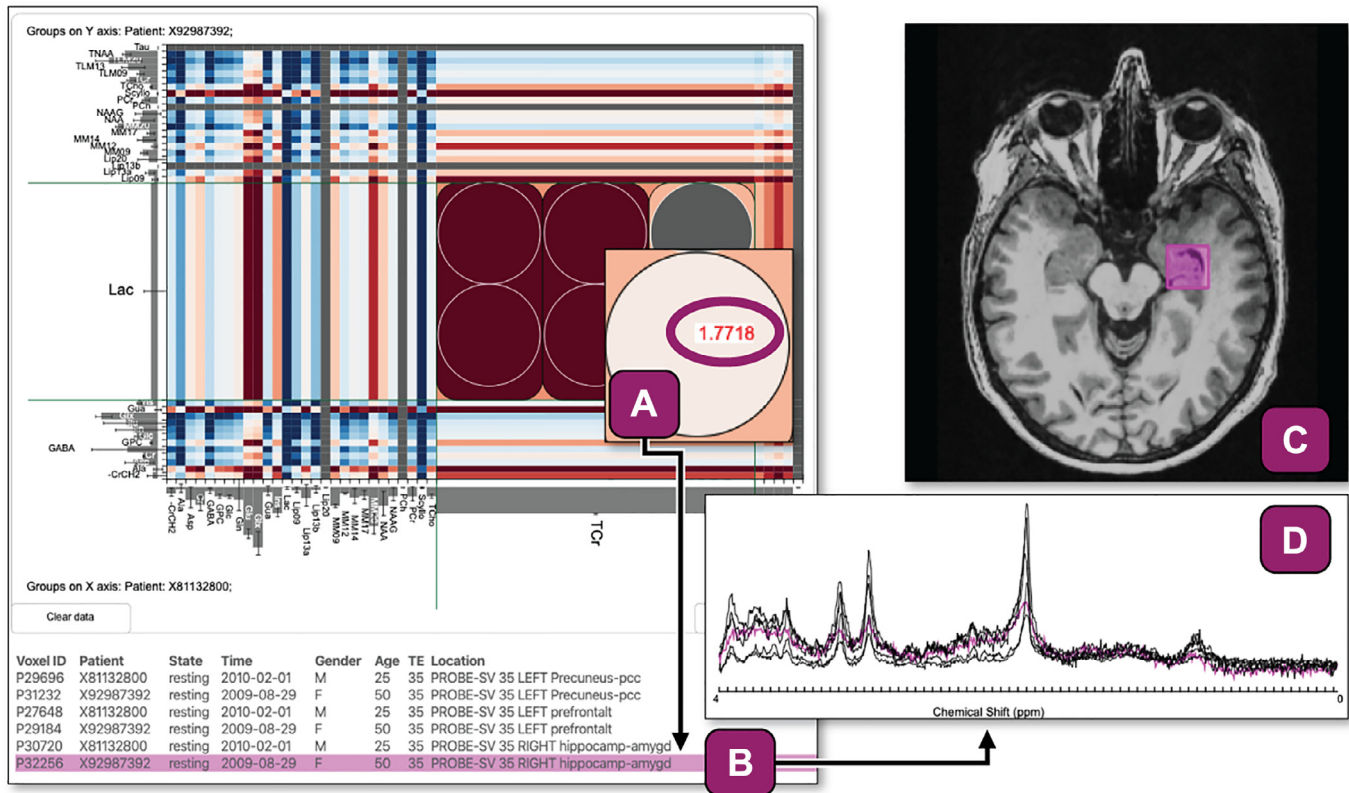 Groups on Y axis: Patient: X92987392;
Tau
TNAA
TLM13
TLM09
TCho
Scyllo
PCr
PCh
NAAG
NAA
MM20
MM17
MM14
MM12
MM09
Lip20
Lip13b
Lip13a
Lip09
Lac
1.7718
A
Gua
Glx
GPC
GABA
Cr
Ala
-CrCH2
-CrCH2
Ala
Asp
Cr
GABA
GPC
Glc
Gln
Glu
Glx
Gua
Ins
Lac
Lip09
Lip13a
Lip13b
Lip20
MM09
MM12
MM14
MM17
NAA
NAAG
PCh
PCr
Scyllo
TCho
TCr
Groups on X axis: Patient: X81132800;
Clear data
Voxel ID Patient State Time Gender Age TE Location
P29696 X81132800 resting 2010-02-01 M 25 35 PROBE-SV 35 LEFT Precuneus-pcc
P31232 X92987392 resting 2009-08-29 F 50 35 PROBE-SV 35 LEFT Precuneus-pcc
P27648 X81132800 resting 2010-02-01 M 25 35 PROBE-SV 35 LEFT prefrontalt
P29184 X92987392 resting 2009-08-29 F 50 35 PROBE-SV 35 LEFT prefrontalt
P30720 X81132800 resting 2010-02-01 M 25 35 PROBE-SV 35 RIGHT hippocamp-amygd
P32256 X92987392 resting 2009-08-29 F 50 35 PROBE-SV 35 RIGHT hippocamp-amygd
B
C
D
4
0
Chemical Shift (ppm)